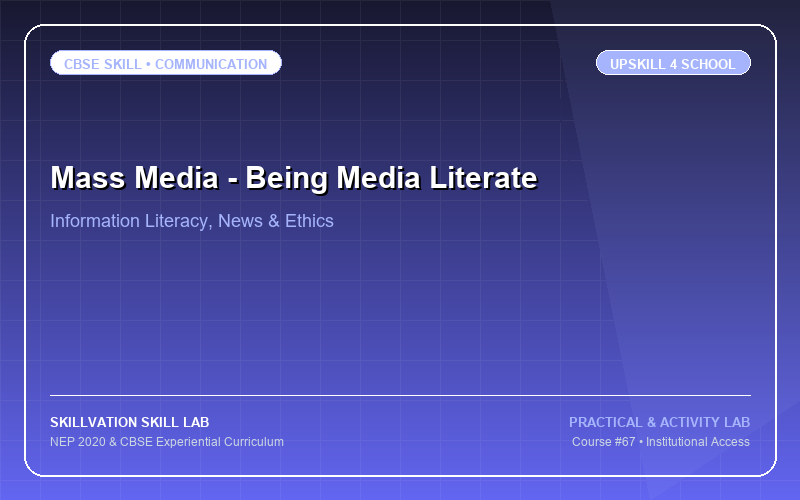 CBSE SKILL • COMMUNICATION
UPSKILL 4 SCHOOL
Mass Media - Being Media Literate
Information Literacy, News & Ethics
SKILLVATION SKILL LAB
NEP 2020 & CBSE Experiential Curriculum
PRACTICAL & ACTIVITY LAB
Course #67 • Institutional Access